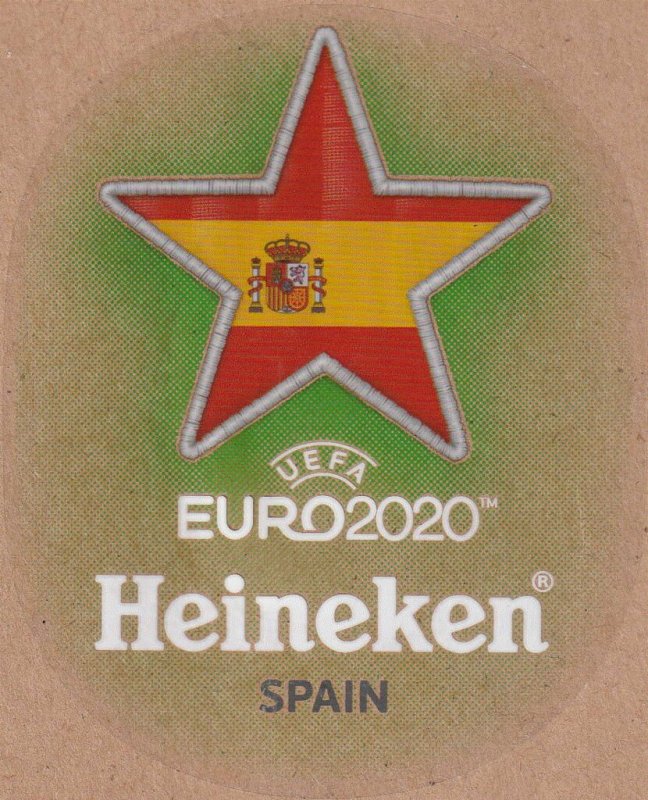 UEFA
EURO2020™
Heineken®
SPAIN